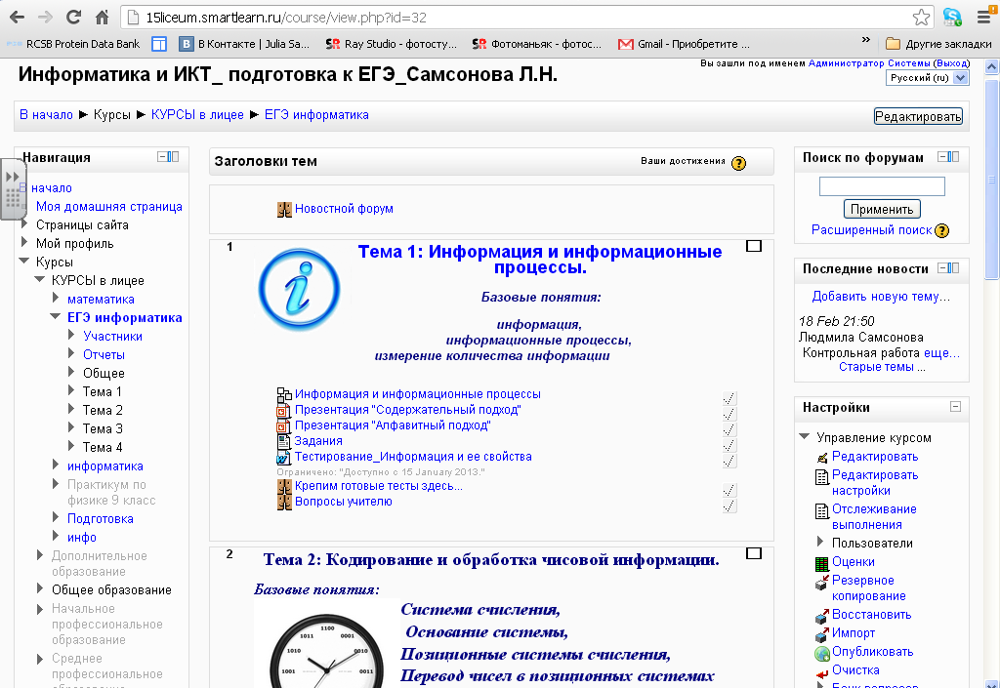 15liceum.smartlearn.ru/course/view.php?id=32
RCSB Protein Data Bank
В Контакте | Julia Sa...
Ray Studio - фотосту...
Фотоманьяк - фотос...
Gmail - Приобретите ...
»
Другие закладки
Информатика и ИКТ_ подготовка к ЕГЭ_Самсонова Л.Н.
Вы зашли под именем Администратор Системы (Выход)
Русский (ru)
В начало ► Курсы ► КУРСЫ в лицее ► ЕГЭ информатика
Редактировать
Навигация
В начало
Моя домашняя страница
Страницы сайта
Мой профиль
Курсы
КУРСЫ в лицее
математика
ЕГЭ информатика
Участники
Отчеты
Общее
Тема 1
Тема 2
Тема 3
Тема 4
информатика
Практикум по
физике 9 класс
Подготовка
инфо
Дополнительное
образование
Общее образование
Начальное
профессиональное
образование
Среднее
профессиональное
Заголовки тем
Ваши достижения
Новостной форум
1
Тема 1: Информация и информационные
процессы.
Базовые понятия:
информация,
информационные процессы,
измерение количества информации
Информация и информационные процессы
Презентация "Содержательный подход"
Презентация "Алфавитный подход"
Задания
Тестирование_Информация и ее свойства
Ограничено: "Доступно с 15 January 2013."
Крепим готовые тесты здесь...
Вопросы учителю
2
Тема 2: Кодирование и обработка чисовой информации.
Базовые понятия:
Система счисления,
Основание системы,
Позиционные системы счисления,
Перевод чисел в позиционных системах
1100
1011
0001
1010
0010
1001
0011
Поиск по форумам
Применить
Расширенный поиск
Последние новости
Добавить новую тему...
18 Feb 21:50
Людмила Самсонова
Контрольная работа еще...
Старые темы ...
Настройки
Управление курсом
Редактировать
Редактировать
настройки
Отслеживание
выполнения
Пользователи
Оценки
Резервное
копирование
Восстановить
Импорт
Опубликовать
Очистка
Банк вопросов